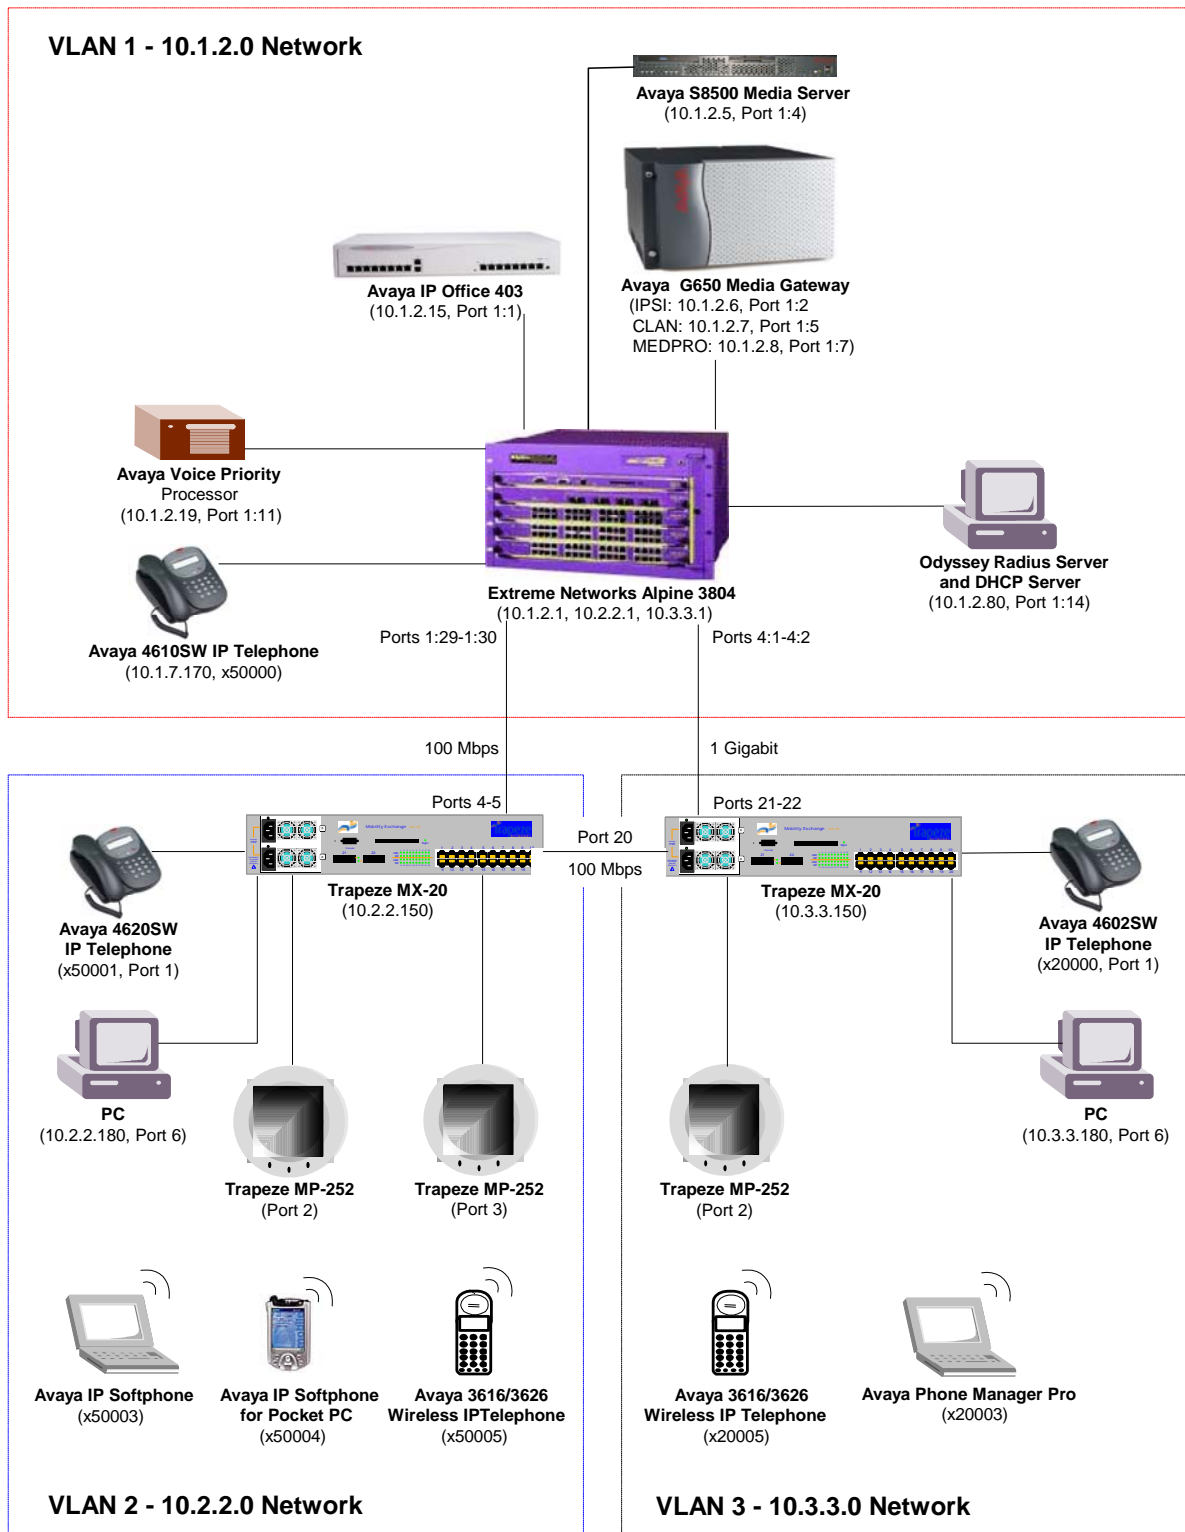 VLAN 1 - 10.1.2.0 Network
Avaya S8500 Media Server
(10.1.2.5, Port 1:4)
Avaya IP Office 403
(10.1.2.15, Port 1:1)
Avaya G650 Media Gateway
(IPSI: 10.1.2.6, Port 1:2
CLAN: 10.1.2.7, Port 1:5
MEDPRO: 10.1.2.8, Port 1:7)
Avaya Voice Priority
Processor
(10.1.2.19, Port 1:11)
Odyssey Radius Server
and DHCP Server
(10.1.2.80, Port 1:14)
Extreme Networks Alpine 3804
(10.1.2.1, 10.2.2.1, 10.3.3.1)
Avaya 4610SW IP Telephone
(10.1.7.170, x50000)
Ports 1:29-1:30
Ports 4:1-4:2
100 Mbps
1 Gigabit
Ports 4-5
Ports 21-22
Mobility Exchange
Mobility Exchange
Port 20
100 Mbps
Trapeze MX-20
(10.2.2.150)
Trapeze MX-20
(10.3.3.150)
Avaya 4620SW
IP Telephone
(x50001, Port 1)
Avaya 4602SW
IP Telephone
(x20000, Port 1)
PC
(10.2.2.180, Port 6)
PC
(10.3.3.180, Port 6)
Trapeze MP-252
(Port 2)
Trapeze MP-252
(Port 3)
Trapeze MP-252
(Port 2)
Avaya IP Softphone
(x50003)
Avaya IP Softphone
for Pocket PC
(x50004)
Avaya 3616/3626
Wireless IPTelephone
(x50005)
Avaya 3616/3626
Wireless IP Telephone
(x20005)
Avaya Phone Manager Pro
(x20003)
VLAN 2 - 10.2.2.0 Network
VLAN 3 - 10.3.3.0 Network